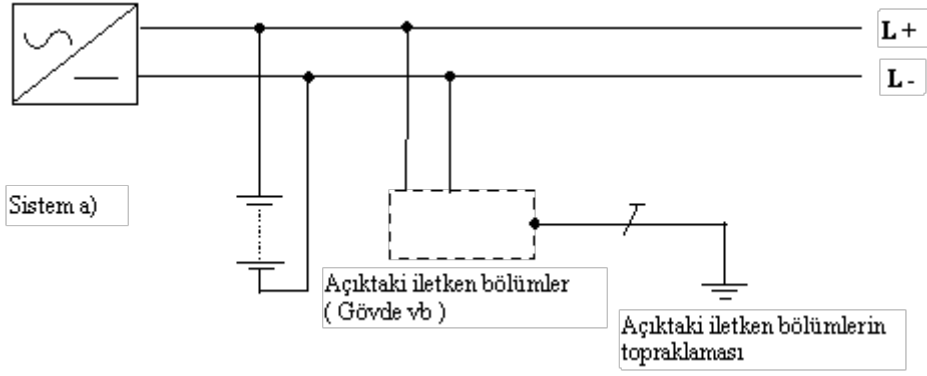 L +
L -
Sistem a)
Açıktaki iletken bölümler
( Gövde vb )
Açıktaki iletken bölümlerin
topraklaması